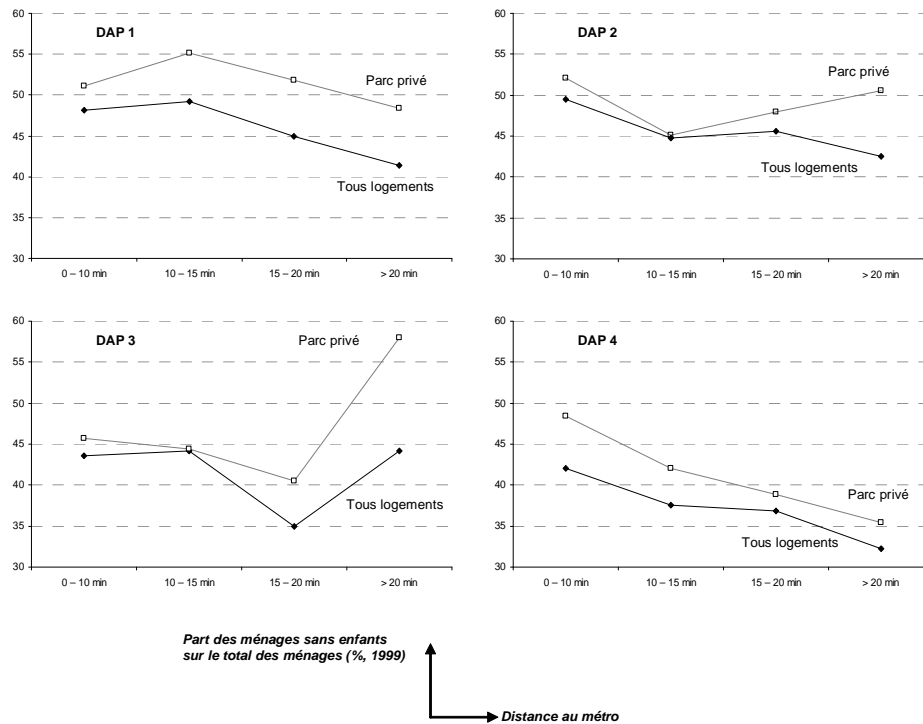 60
55
50
45
40
35
30
DAP 1
Parc privé
Tous logements
0 – 10 min
10 – 15 min
15 – 20 min
> 20 min
60
55
50
45
40
35
30
DAP 2
Parc privé
Tous logements
0 – 10 min
10 – 15 min
15 – 20 min
> 20 min
60
55
50
45
40
35
30
DAP 3
Parc privé
Tous logements
0 – 10 min
10 – 15 min
15 – 20 min
> 20 min
60
55
50
45
40
35
30
DAP 4
Parc privé
Tous logements
0 – 10 min
10 – 15 min
15 – 20 min
> 20 min
Part des ménages sans enfants
sur le total des ménages (%, 1999)
Distance au métro